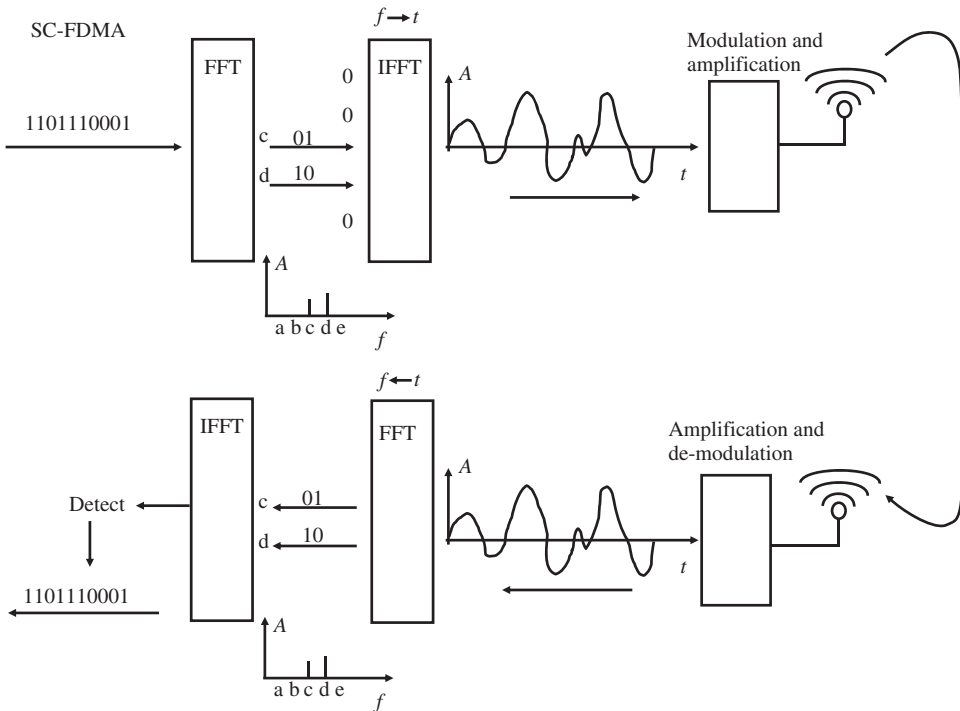 SC-FDMA
f → t
FFT
IFFT
Modulation and
amplification
0
A
0
1101110001
c 01
d 10
t
0
A
a b c d e
f
f ← t
IFFT
FFT
Amplification and
de-modulation
A
Detect
c 01
d 10
t
1101110001
A
a b c d e
f